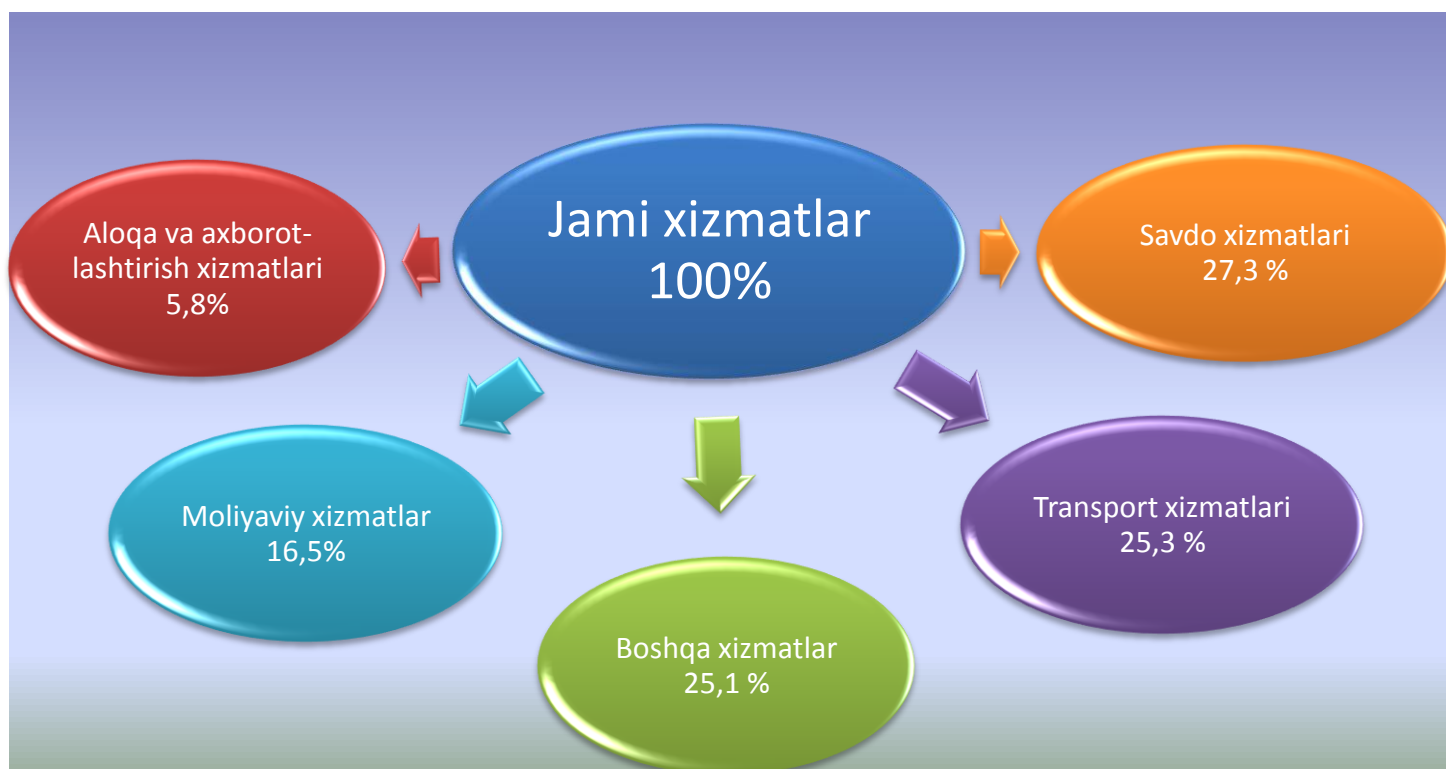 Jami xizmatlar
100%
Aloqa va axborot-
lashtirish xizmatlari
5,8%
Savdo xizmatlari
27,3 %
Moliyaviy xizmatlar
16,5%
Transport xizmatlari
25,3 %
Boshqa xizmatlar
25,1 %